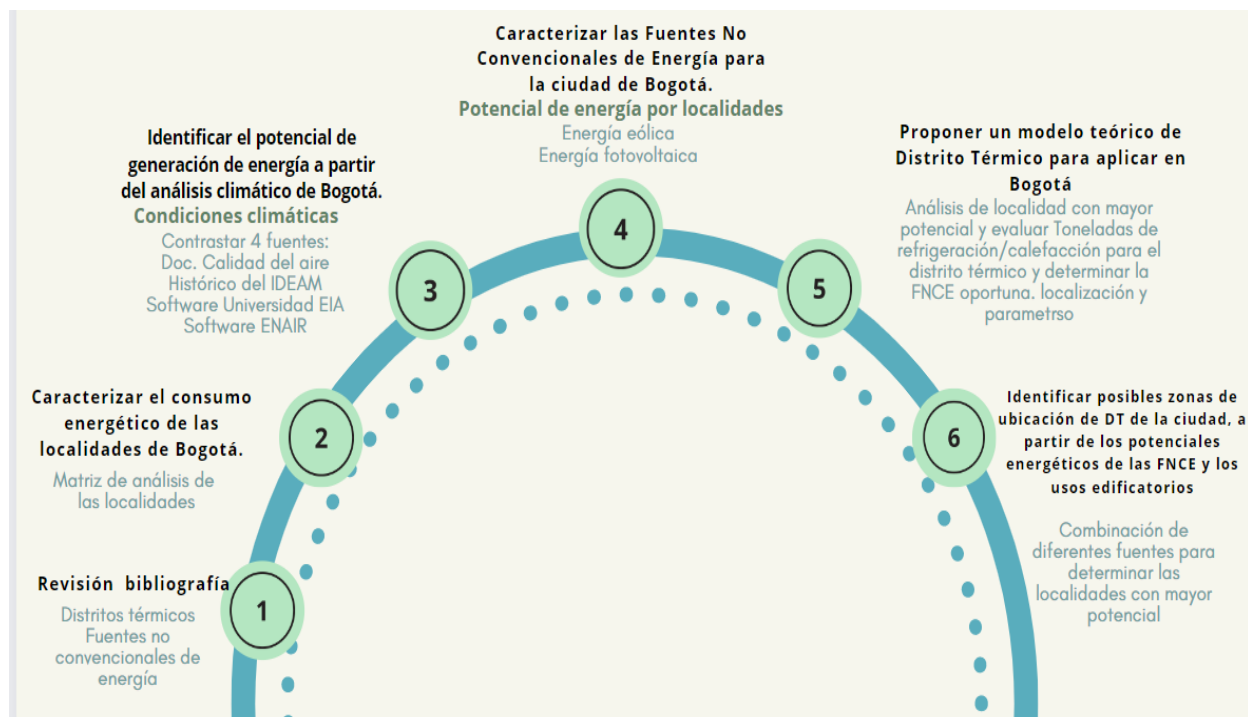 Revisión bibliografía
Distritos térmicos
Fuentes no
convencionales de
energía
1
Caracterizar el consumo
energético de las
localidades de Bogotá.
Matriz de análisis de
las localidades
2
Identificar el potencial de
generación de energía a partir
del análisis climático de Bogotá.
Condiciones climáticas
Contrastar 4 fuentes:
Doc. Calidad del aire
Histórico del IDEAM
Software Universidad EIA
Software ENAIR
3
Caracterizar las Fuentes No
Convencionales de Energía para
la ciudad de Bogotá.
Potencial de energía por localidades
Energía eólica
Energía fotovoltaica
4
Proponer un modelo teórico de
Distrito Térmico para aplicar en
Bogotá
Análisis de localidad con mayor
potencial y evaluar Toneladas de
refrigeración/calefacción para el
distrito térmico y determinar la
FNCE oportuna. localización y
parametrso
5
Identificar posibles zonas de
ubicación de DT de la ciudad, a
partir de los potenciales
energéticos de las FNCE y los
usos edificatorios
Combinación de
diferentes fuentes para
determinar las
localidades con mayor
potencial
6